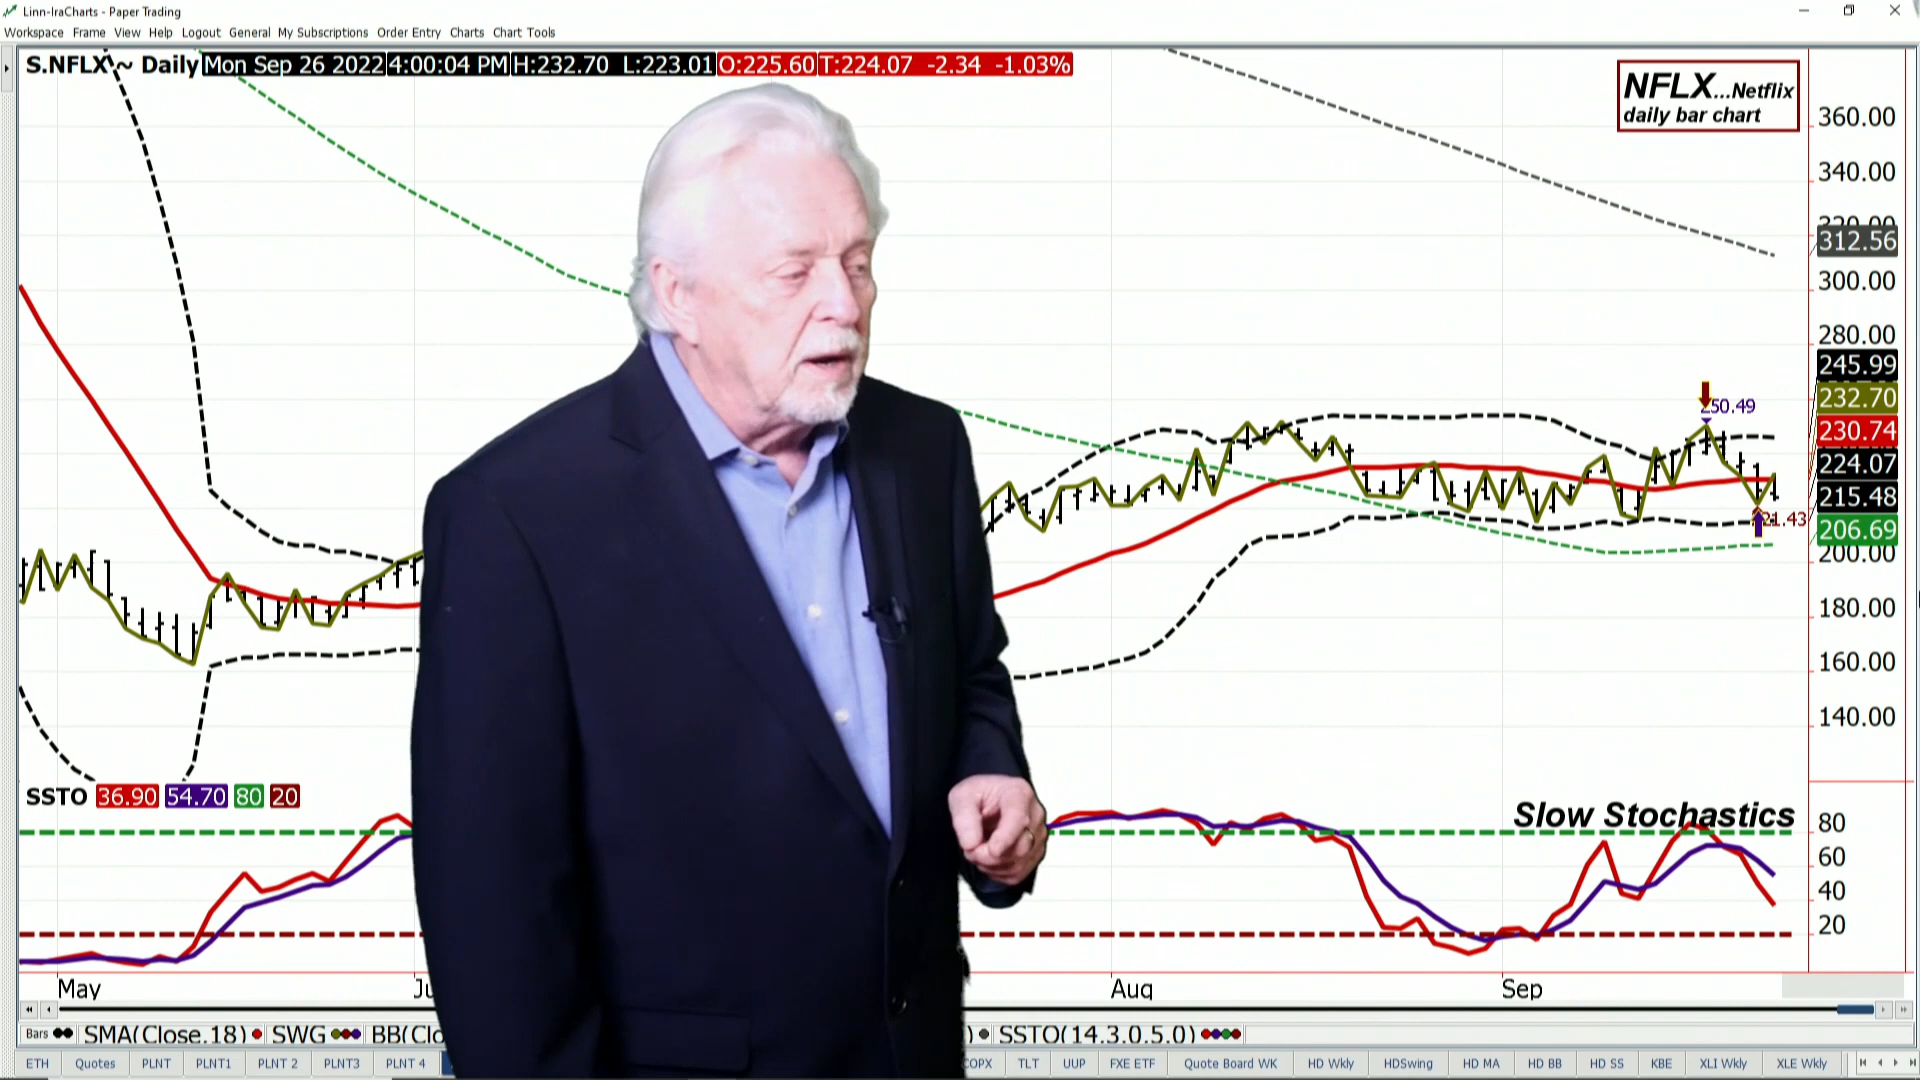 Linn-IraCharts - Paper Trading
Workspace Frame View Help Logout General My Subscriptions Order Entry Charts Chart Tools
S.NFLX ~ Daily Mon Sep 26 2022 4:00:04 PM H:232.70 L:223.01 O:225.60 T:224.07 -2.34 -1.03%
NFLX...Netflix
daily bar chart
360.00
340.00
320.00
312.56
300.00
280.00
245.99
232.70
230.74
224.07
215.48
206.69
200.00
180.00
160.00
140.00
250.49
SSTO 36.90 54.70 80 20
Slow Stochastics
80
60
40
20
May
Aug
Sep
Bars SMA(Close,18) SWG SSTO(14,3,0,5,0)
ETH Quotes PLNT PLNT1 PLNT 2 PLNT3 PLNT 4 COPX TLT UUP FXE ETF Quote Board WK HD Wkly HDSwing HD MA HD BB HD SS KBE XLI Wkly XLE Wkly